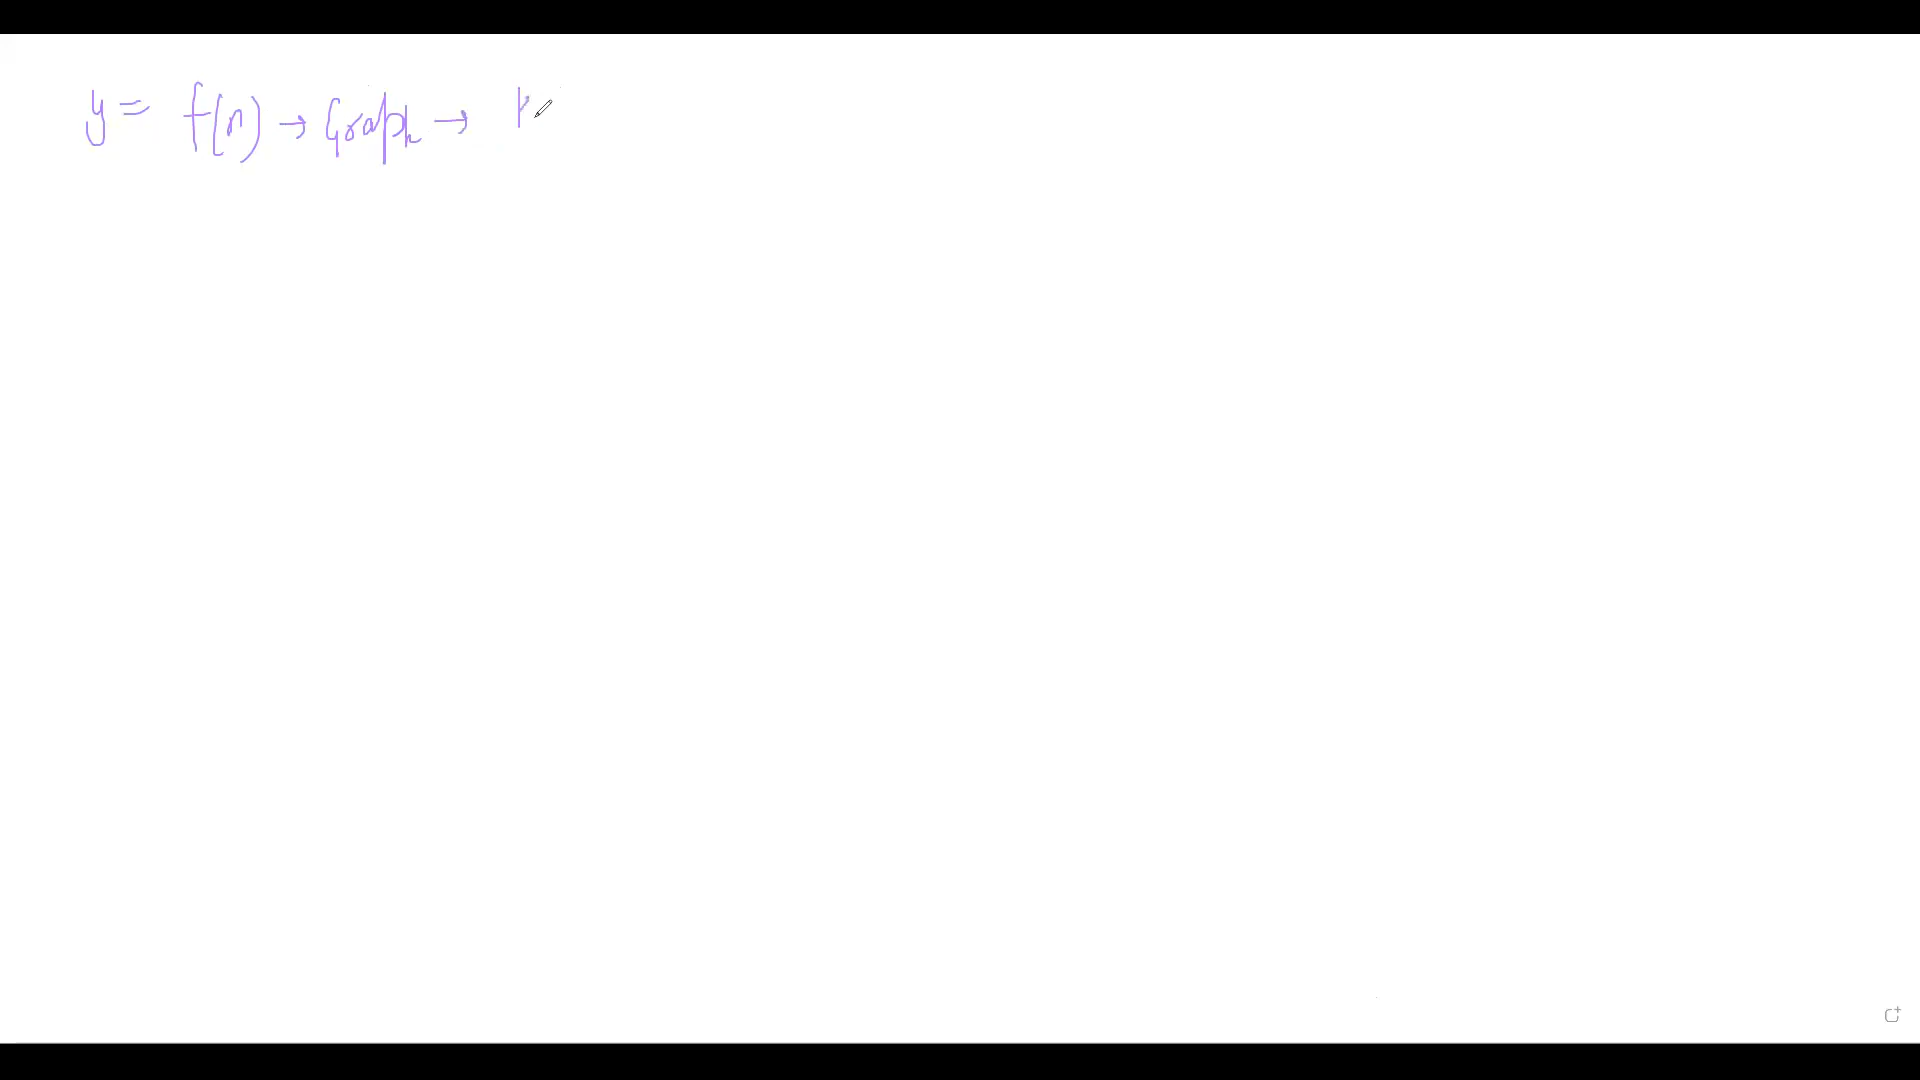 y = f(n) → Graph →